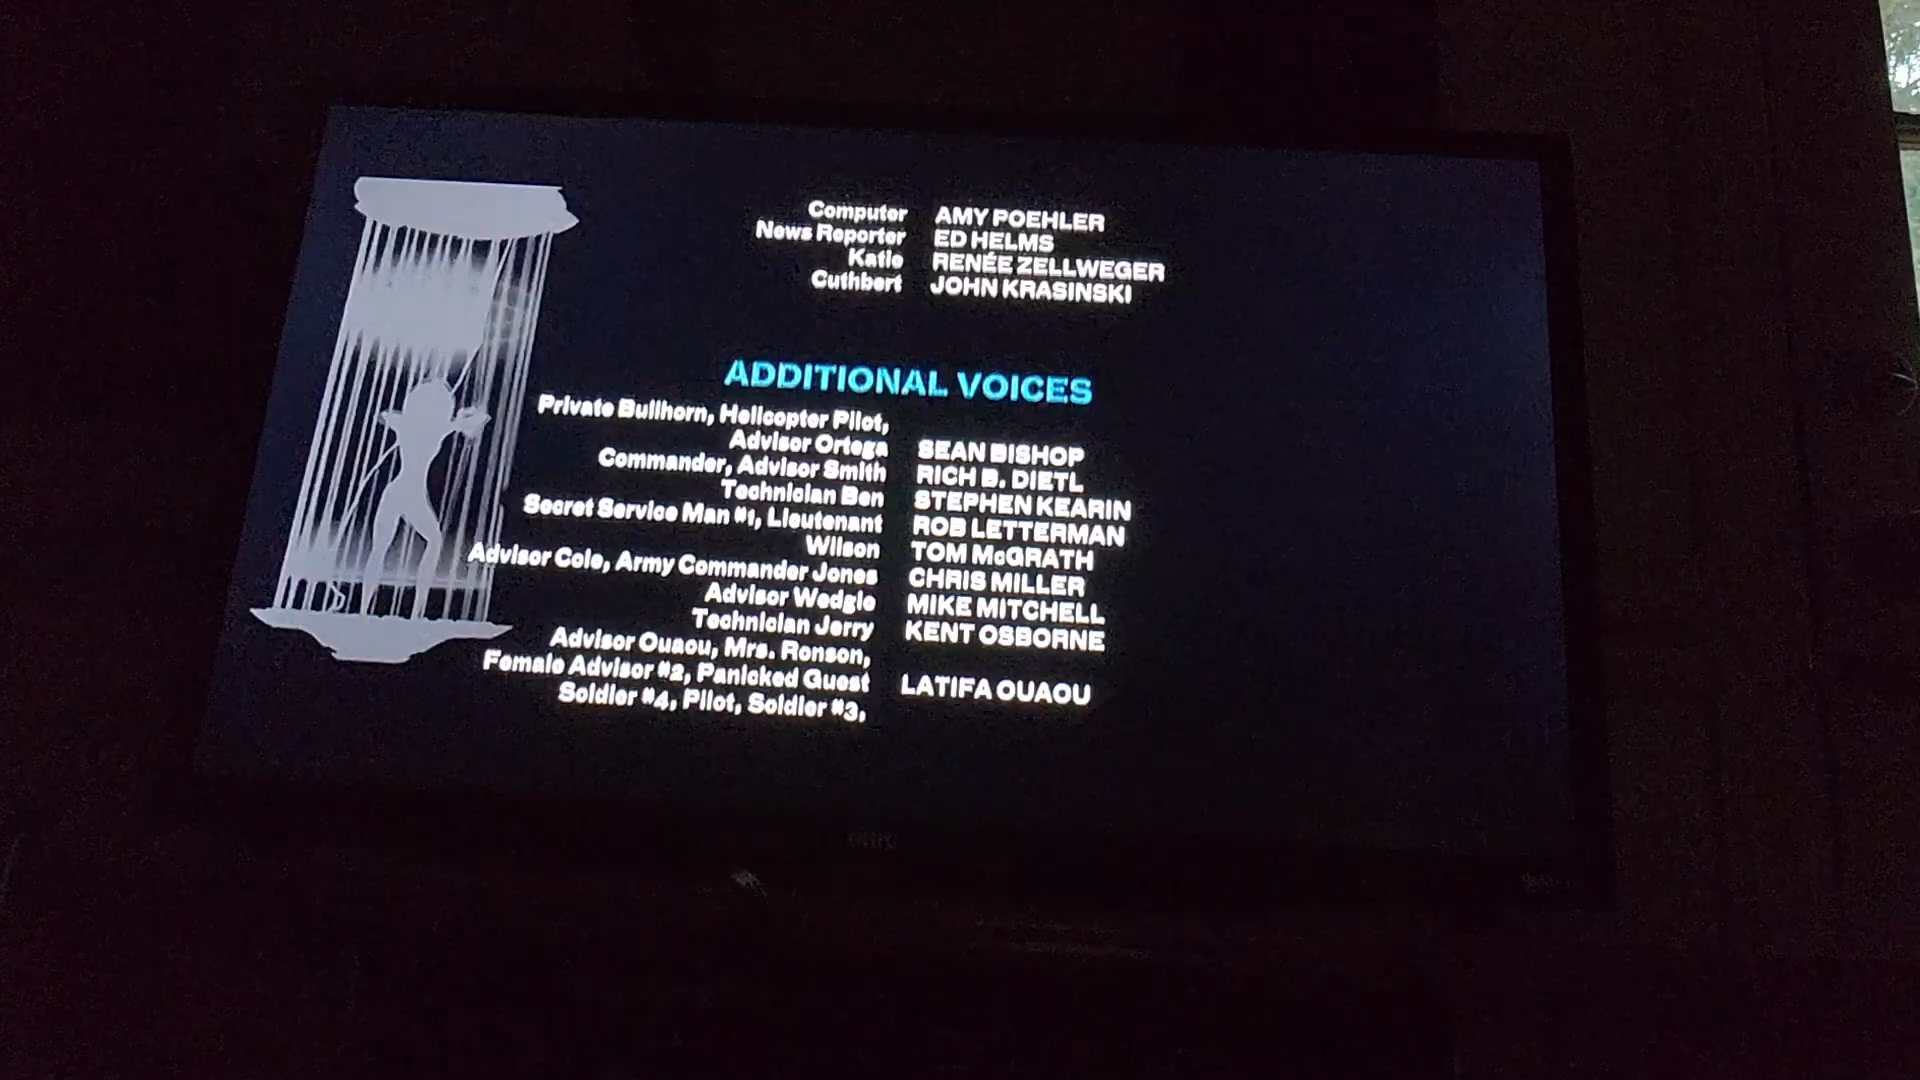 Computer AMY POEHLER
News Reporter ED HELMS
Katie RENÉE ZELLWEGER
Cuthbert JOHN KRASINSKI
ADDITIONAL VOICES
Private Bullhorn, Helicopter Pilot,
Advisor Ortega SEAN BISHOP
Commander, Advisor Smith RICH B. DIETL
Technician Ben STEPHEN KEARIN
Secret Service Man #1, Lieutenant ROB LETTERMAN
Wilson TOM McGRATH
Advisor Cole, Army Commander Jones CHRIS MILLER
Advisor Wedgie MIKE MITCHELL
Technician Jerry KENT OSBORNE
Advisor Ouaou, Mrs. Ronson,
Female Advisor #2, Panicked Guest LATIFA OUAOU
Soldier #4, Pilot, Soldier #3,